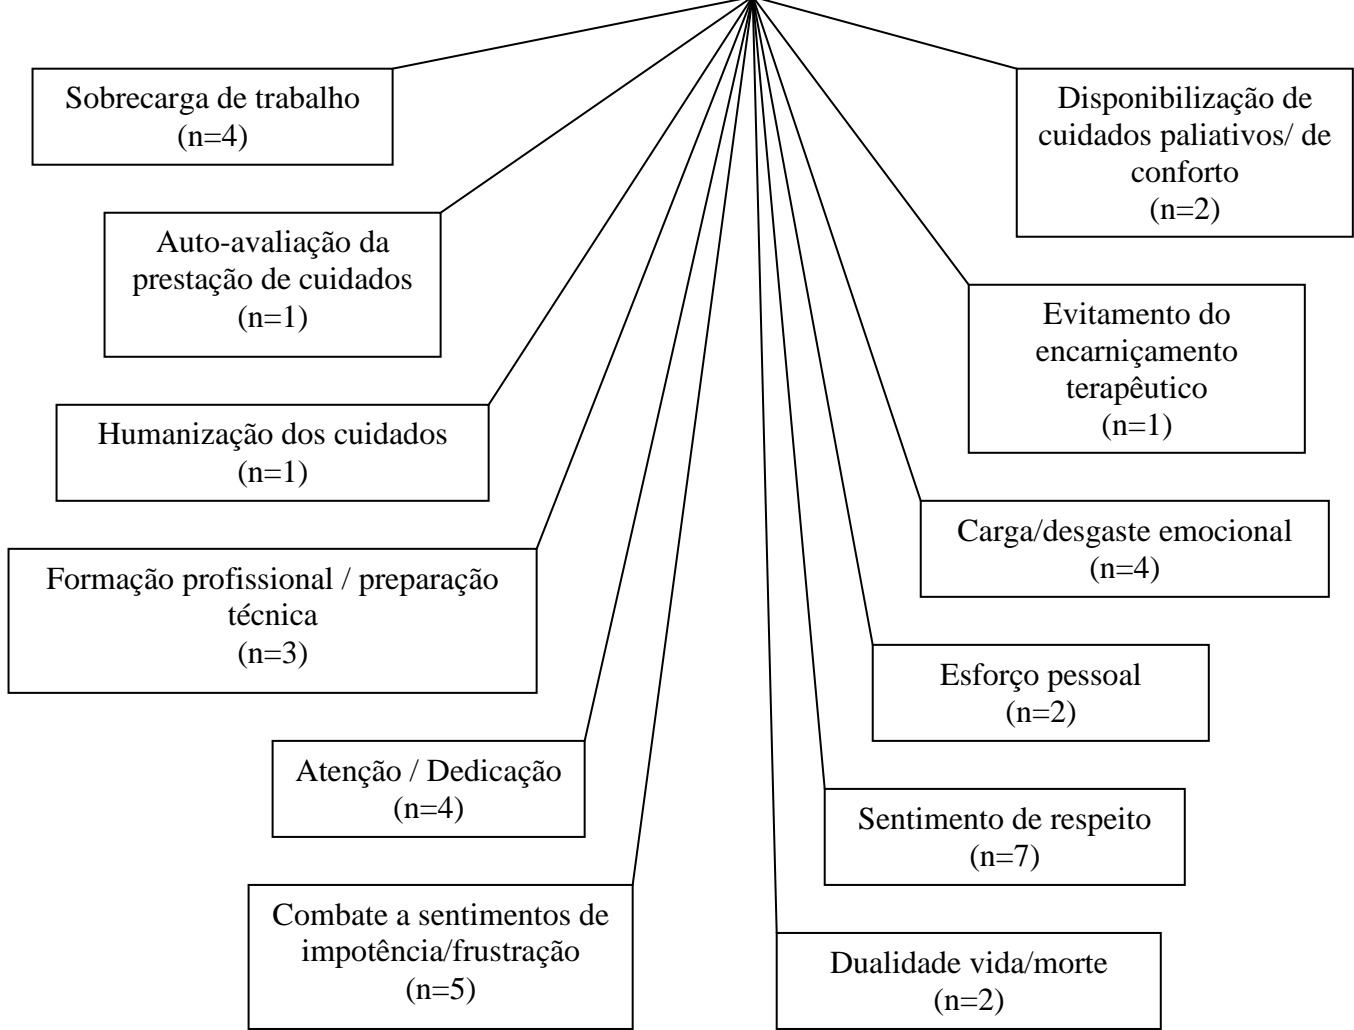 Sobrecarga de trabalho
(n=4)
Auto-avaliação da
prestação de cuidados
(n=1)
Humanização dos cuidados
(n=1)
Formação profissional / preparação
técnica
(n=3)
Atenção / Dedicação
(n=4)
Combate a sentimentos de
impotência/frustração
(n=5)
Disponibilização de
cuidados paliativos/ de
conforto
(n=2)
Evitamento do
encarniçamento
terapêutico
(n=1)
Carga/desgaste emocional
(n=4)
Esforço pessoal
(n=2)
Sentimento de respeito
(n=7)
Dualidade vida/morte
(n=2)